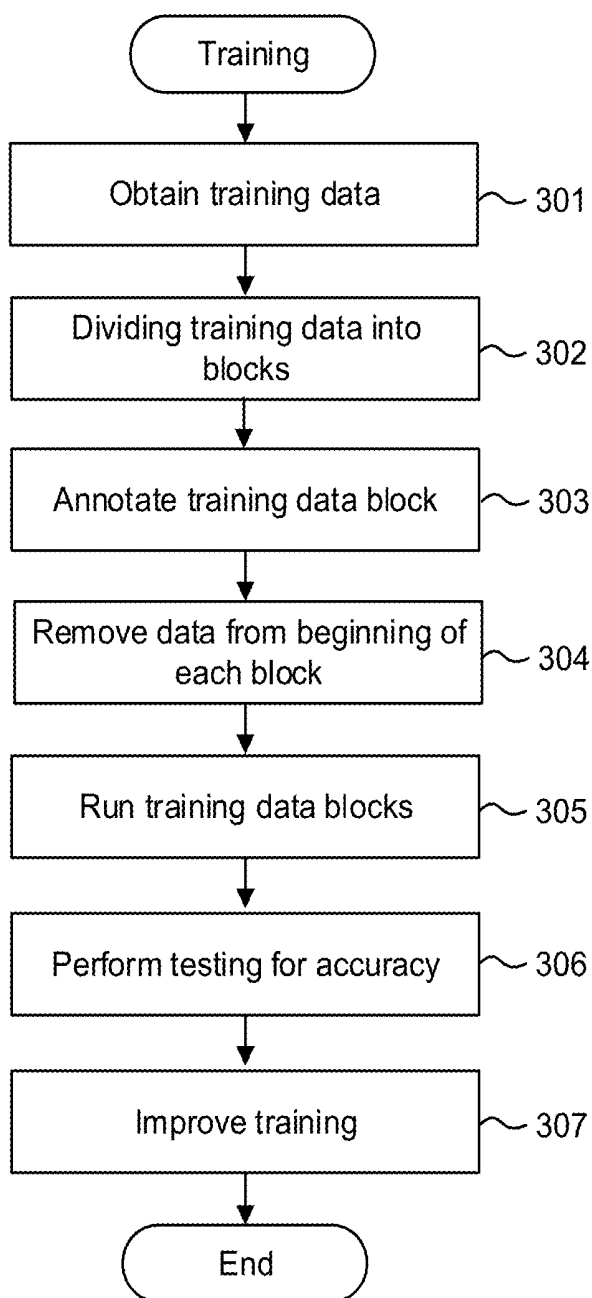 Training
Obtain training data
301
Dividing training data into
blocks
302
Annotate training data block
303
Remove data from beginning of
each block
304
Run training data blocks
305
Perform testing for accuracy
306
Improve training
307
End